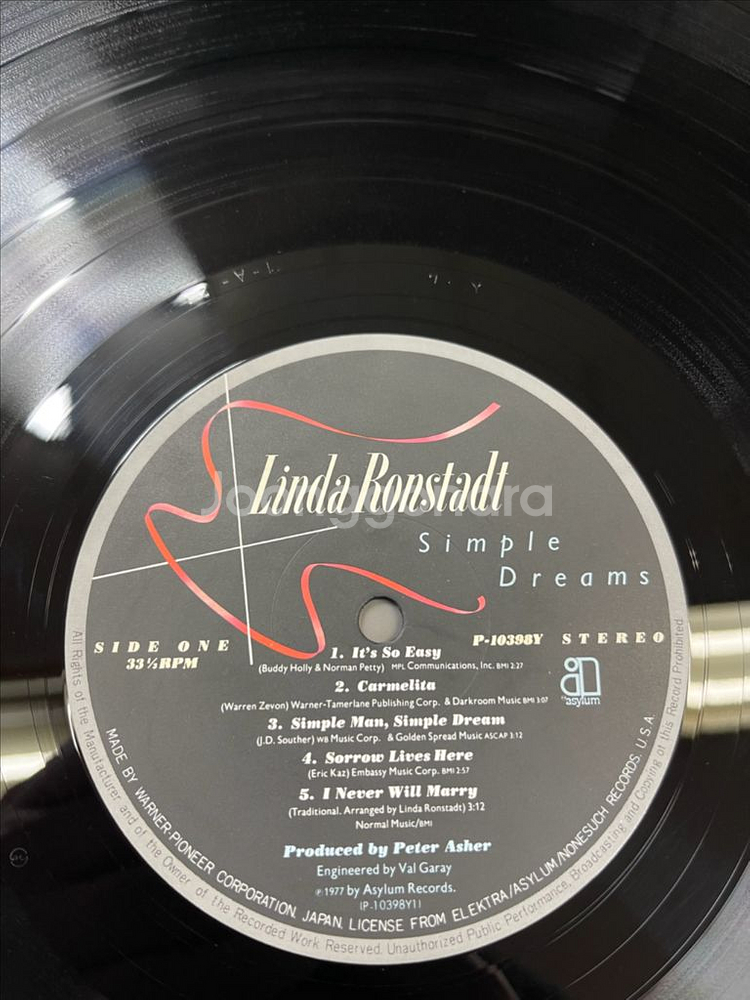 Linda Ronstadt
Joonggonara
Simple
Dreams
SIDE ONE
33 ⅓ RPM
P-10398Y STEREO
1. It's So Easy
(Buddy Holly & Norman Petty) MPL Communications, Inc. BMI 2:27
2. Carmelita
(Warren Zevon) Warner-Tamerlane Publishing Corp. & Darkroom Music BMI 3:07
3. Simple Man, Simple Dream
(J.D. Souther) WB Music Corp. & Golden Spread Music ASCAP 3:12
4. Sorrow Lives Here
(Eric Kaz) Embassy Music Corp. BMI 2:57
5. I Never Will Marry
(Traditional. Arranged by Linda Ronstadt) 3:12
Normal Music/BMI
asylum
Produced by Peter Asher
Engineered by Val Garay
℗ 1977 by Asylum Records.
(P-10398Y1)
MADE BY WARNER-PIONEER CORPORATION, JAPAN, LICENSE FROM ELEKTRA/ASYLUM/NONESUCH RECORDS, U.S.A.
All Rights of the Manufacturer and of the Owner of the Recorded Work Reserved. Unauthorized Public Performance, Broadcasting and Copying of this Record Prohibited